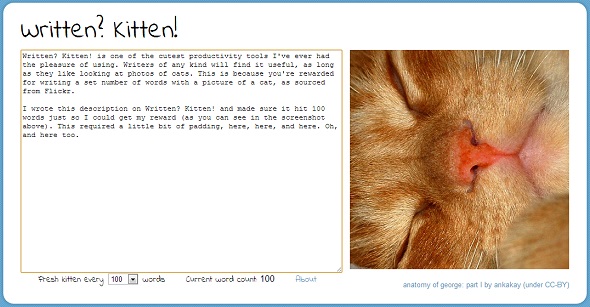 Written? Kitten!
Written? Kitten! is one of the cutest productivity tools I've ever had
the pleasure of using. Writers of any kind will find it useful, as long
as they like looking at photos of cats. This is because you're rewarded
for writing a set number of words with a picture of a cat, as sourced
from Flickr.
I wrote this description on Written? Kitten! and made sure it hit 100
words just so I could get my reward (as you can see in the screenshot
above). This required a little bit of padding, here, here, and here. Oh,
and here too.
Fresh kitten every 100 words Current word count 100 About
anatomy of george: part I by ankakay (under CC-BY)